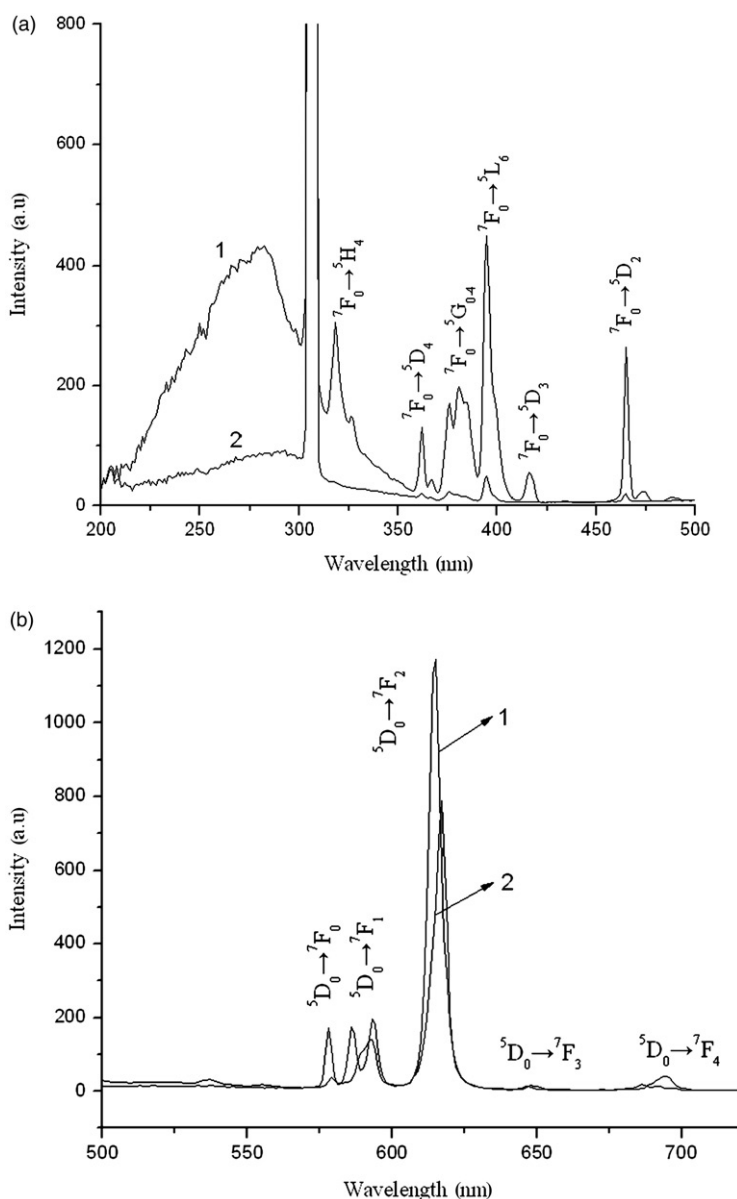 (a)
800
600
400
200
0
Intensity (a.u)
1
2
⁷F₀→⁵H₄
⁷F₀→⁵D₄
⁷F₀→⁵G₀₋₄
⁷F₀→⁵L₆
⁷F₀→⁵D₃
⁷F₀→⁵D₂
200 250 300 350 400 450 500
Wavelength (nm)
(b)
1200
1000
800
600
400
200
0
Intensity (a.u)
⁵D₀→⁷F₀
⁵D₀→⁷F₁
⁵D₀→⁷F₂
1
2
⁵D₀→⁷F₃
⁵D₀→⁷F₄
500 550 600 650 700
Wavelength (nm)